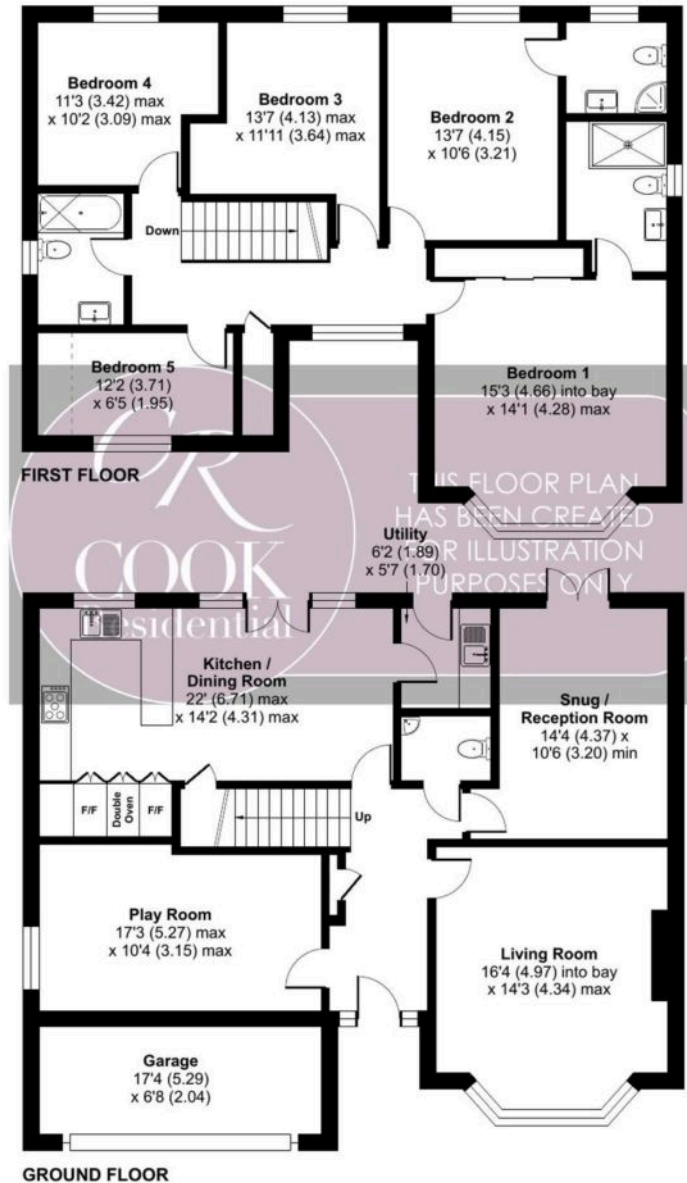 Bedroom 4
11'3 (3.42) max
x 10'2 (3.09) max
Bedroom 3
13'7 (4.13) max
x 11'11 (3.64) max
Bedroom 2
13'7 (4.15)
x 10'6 (3.21)
Down
Bedroom 5
12'2 (3.71)
x 6'5 (1.95)
Bedroom 1
15'3 (4.66) into bay
x 14'1 (4.28) max
FIRST FLOOR
CR
COOK
Residential
THIS FLOOR PLAN
HAS BEEN CREATED
FOR ILLUSTRATION
PURPOSES ONLY
Utility
6'2 (1.89)
x 5'7 (1.70)
Kitchen /
Dining Room
22' (6.71) max
x 14'2 (4.31) max
Snug /
Reception Room
14'4 (4.37) x
10'6 (3.20) min
F/F
Double
Oven
F/F
Up
Play Room
17'3 (5.27) max
x 10'4 (3.15) max
Living Room
16'4 (4.97) into bay
x 14'3 (4.34) max
Garage
17'4 (5.29)
x 6'8 (2.04)
GROUND FLOOR